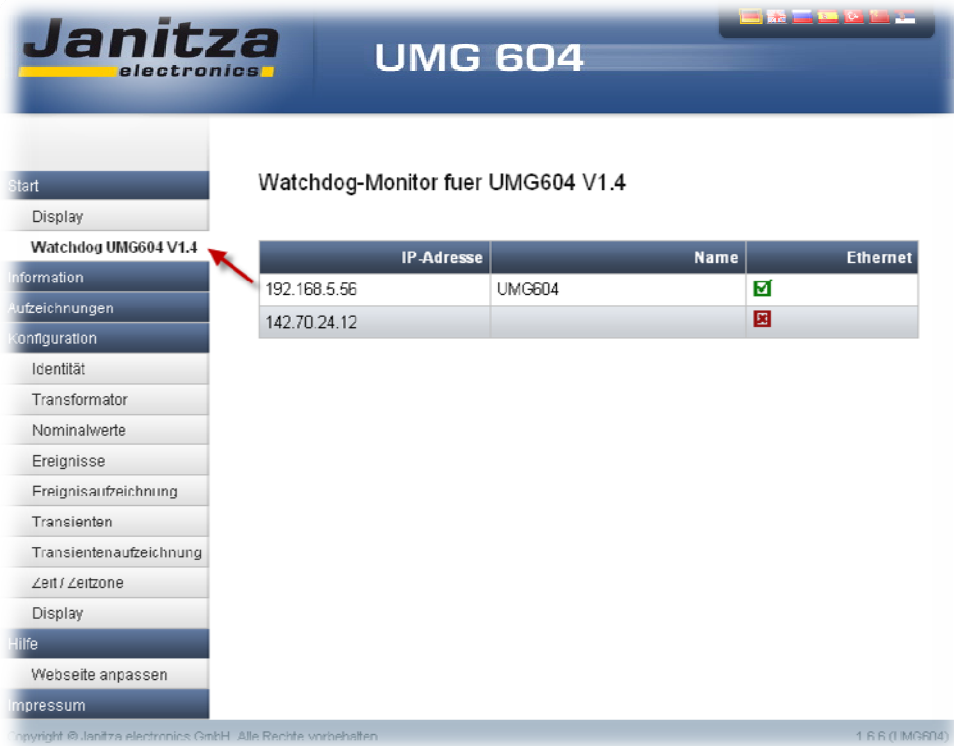 Janitza
electronics
UMG 604
Start
Display
Watchdog UMG604 V1.4
Information
Aufzeichnungen
Konfiguration
Identität
Transformator
Nominalwerte
Ereignisse
Ereignisaufzeichnung
Transienten
Transientenaufzeichnung
Zeit / Zeitzone
Display
Hilfe
Webseite anpassen
Impressum
Watchdog-Monitor fuer UMG604 V1.4
IP-Adresse Name Ethernet
192.168.5.56 UMG604
142.70.24.12
Copyright © Janitza electronics GmbH. Alle Rechte vorbehalten
1.6.6 (UMG604)